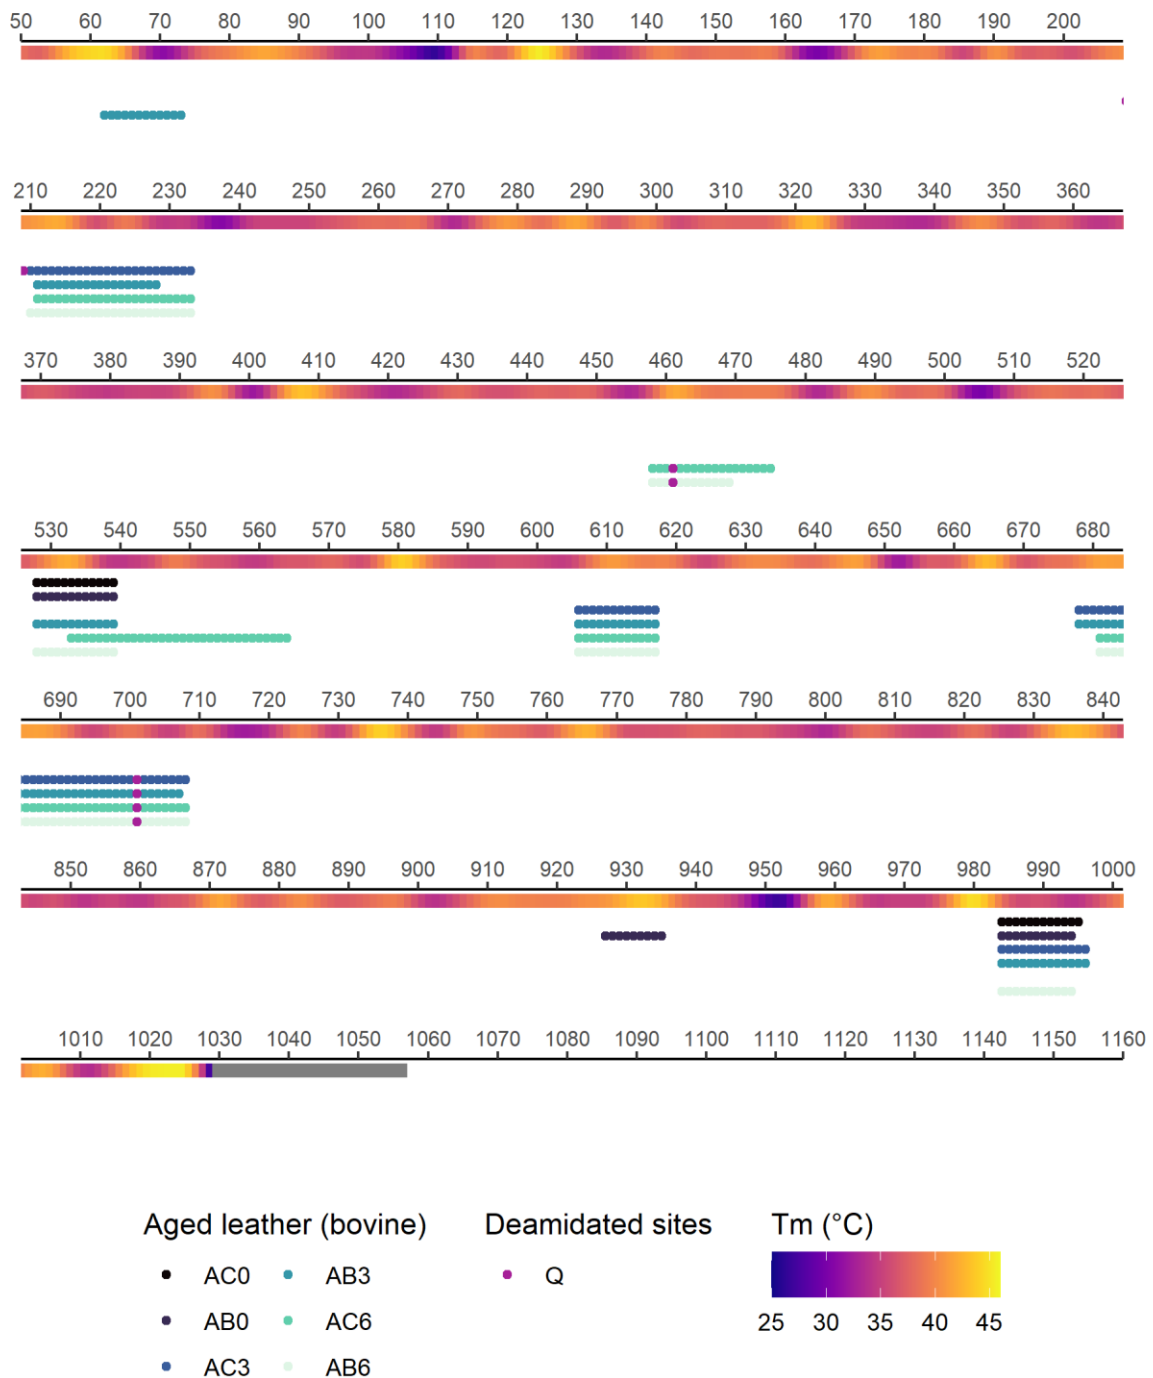 50 60 70 80 90 100 110 120 130 140 150 160 170 180 190 200
210 220 230 240 250 260 270 280 290 300 310 320 330 340 350 360
370 380 390 400 410 420 430 440 450 460 470 480 490 500 510 520
530 540 550 560 570 580 590 600 610 620 630 640 650 660 670 680
690 700 710 720 730 740 750 760 770 780 790 800 810 820 830 840
850 860 870 880 890 900 910 920 930 940 950 960 970 980 990 1000
1010 1020 1030 1040 1050 1060 1070 1080 1090 1100 1110 1120 1130 1140 1150 1160
Aged leather (bovine) Deamidated sites Tm (°C)
AC0 AB3 Q
AB0 AC6 25 30 35 40 45
AC3 AB6